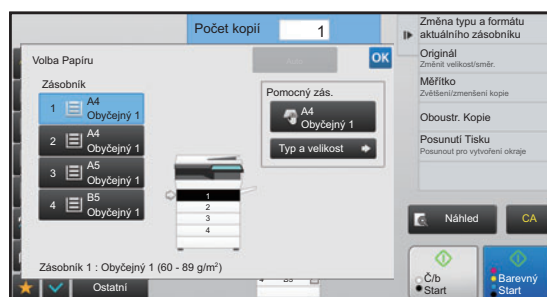 Počet kopií 1
Volba Papíru
Auto
OK
Zásobník
1 A4
Obyčejný 1
2 A4
Obyčejný 1
3 A5
Obyčejný 1
4 B5
Obyčejný 1
1
2
3
4
Pomocný zás.
A4
Obyčejný 1
Typ a velikost
Zásobník 1 : Obyčejný 1 (60 - 89 g/m²)
Ostatní
4 B5
Změna typu a formátu
aktuálního zásobníku
Originál
Změnit velikost/směr.
Měřítko
Zvětšení/zmenšení kopie
Oboustr. Kopie
Posunutí Tisku
Posunout pro vytvoření okraje
Náhled
CA
Č/b
Start
Barevný
Start